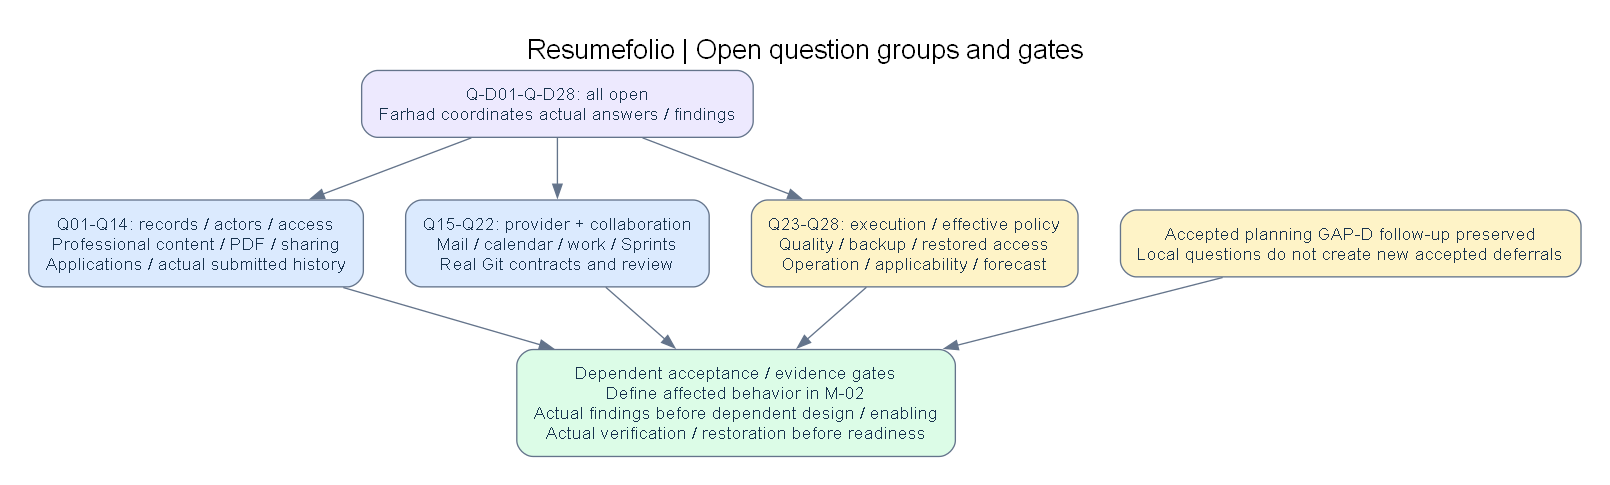 Resumefolio | Open question groups and gates
Q-D01-Q-D28: all open
Farhad coordinates actual answers / findings
Q01-Q14: records / actors / access
Professional content / PDF / sharing
Applications / actual submitted history
Q15-Q22: provider + collaboration
Mail / calendar / work / Sprints
Real Git contracts and review
Q23-Q28: execution / effective policy
Quality / backup / restored access
Operation / applicability / forecast
Accepted planning GAP-D follow-up preserved
Local questions do not create new accepted deferrals
Dependent acceptance / evidence gates
Define affected behavior in M-02
Actual findings before dependent design / enabling
Actual verification / restoration before readiness